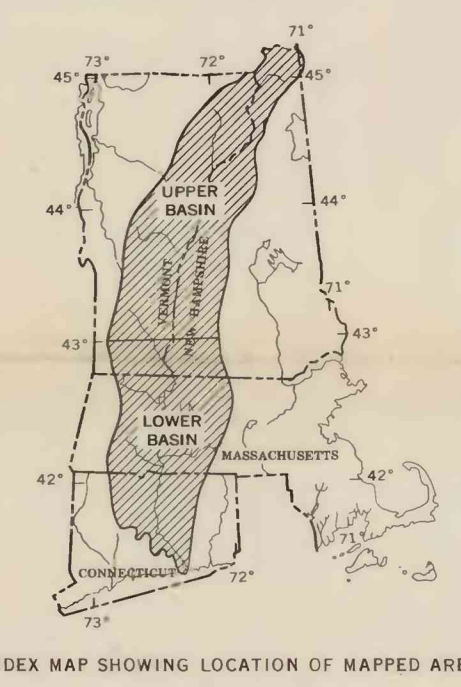 71°
73°
72°
45°
45°
UPPER
BASIN
44°
44°
VERMONT
NEW HAMPSHIRE
71°
43°
43°
LOWER
BASIN
MASSACHUSETTS
42°
42°
71°
CONNECTICUT
72°
73°
DEX MAP SHOWING LOCATION OF MAPPED ARE